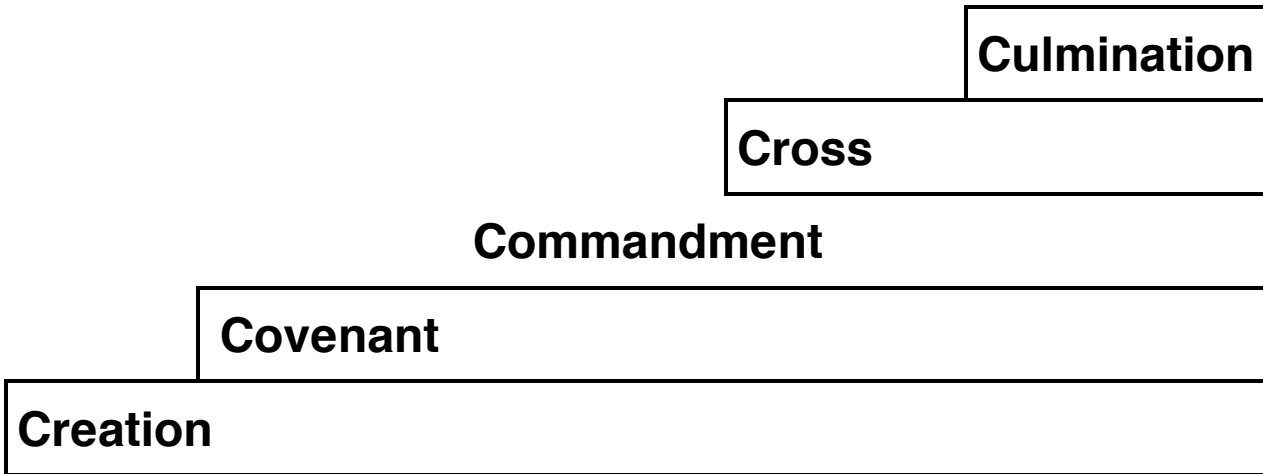 Culmination
Cross
Commandment
Covenant
Creation